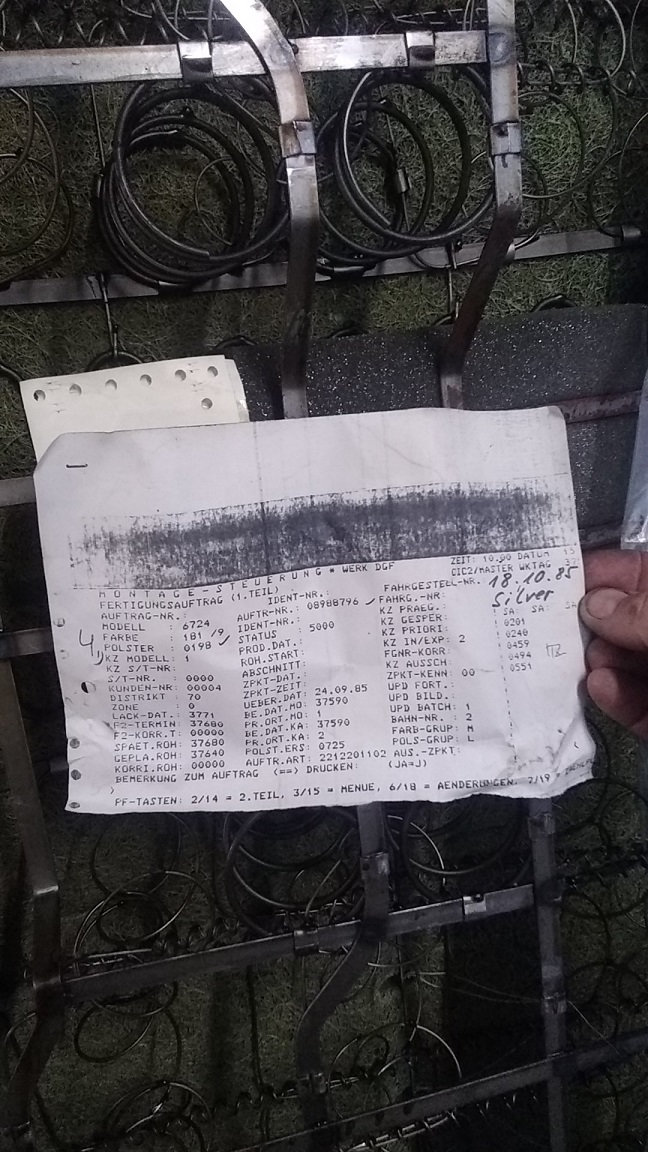 MONTAGE-STEUERUNG * WERK DGF ZEIT: 10.00 DATUM 15
FERTIGUNGSAUFTRAG (1.TEIL) CIC2/MASTER WKTAG
AUFTRAG-NR.: IDENT-NR.: FAHRGESTELL-NR. 18.10.85
MODELL : 6724 AUFTR-NR.: 08988796 FAHRG.-NR: Silver
FARBE : 181 /9 IDENT-NR.: KZ PRAEG.: SA: SA: SA
4 POLSTER : 0198 STATUS : 5000 KZ GESPER: 0201
KZ MODELL: 1 PROD.DAT.: KZ PRIORI: 0240
KZ S/T-NR: ROH.START: KZ IN/EXP: 2 0459
S/T-NR: 0000 ABSCHNITT: FGNR-KORR: 0494
KUNDEN-NR: 00004 ZPKT-DAT.: KZ AUSSCH: 0551
DISTRIKT : 70 ZPKT-ZEIT: ZPKT-KENN: 00
ZONE : 0 UEBER.DAT: 24.09.85 UPD FORT.:
LACK-DAT.: 3771 BE.DAT.MO: 37590 UPD BILD.:
F2-TERMIN: 37680 PR.ORT.MO: 1 UPD BATCH: 1
F2-KORR.T: 00000 BE.DAT.KA: 37590 BAHN-NR. : 2
SPAET.ROH: 37680 PR.ORT.KA: 2 FARB-GRUP: M
GEPLA.ROH: 37640 POLST.ERS: 0725 POLS-GRUP: L
KORRI.ROH: 00000 AUFTR.ART: 2212201102 AUS.-ZPKT:
BEMERKUNG ZUM AUFTRAG (==> DRUCKEN: (JA=J)
PF-TASTEN: 2/14 = 2.TEIL, 3/15 = MENUE, 6/18 = AENDERUNGEN, 7/19 =